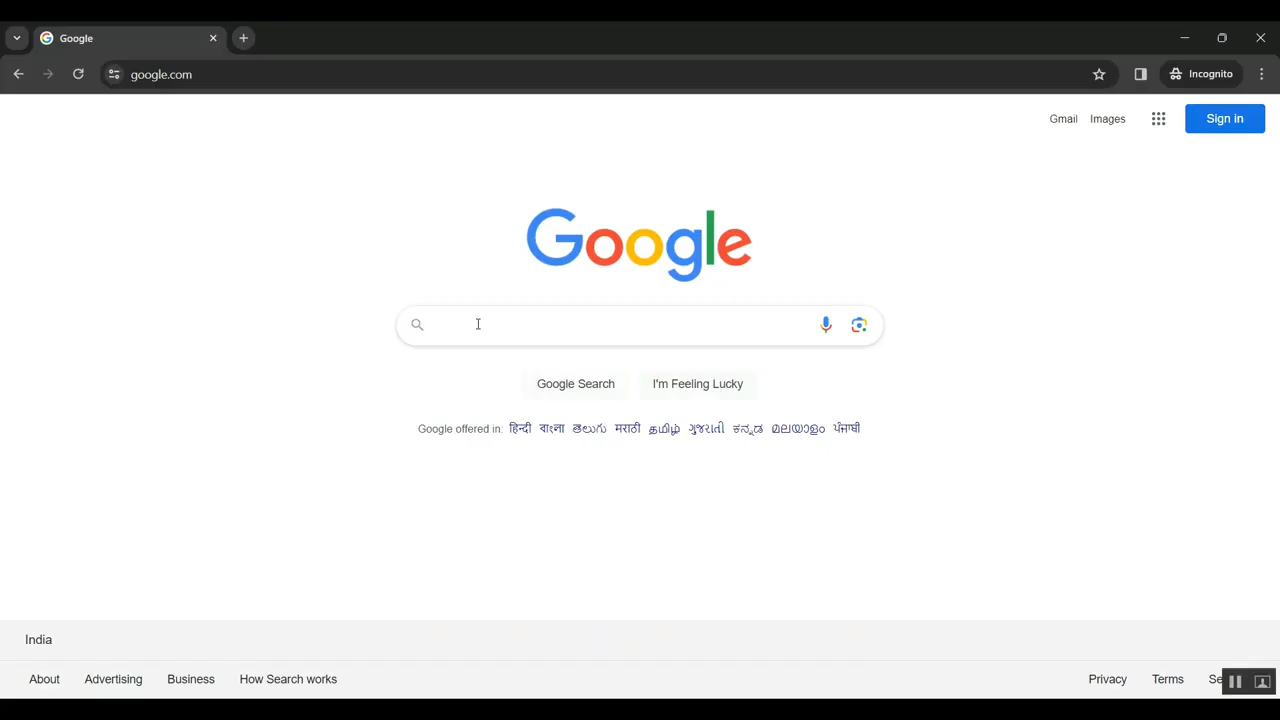 Google
google.com
Incognito
Gmail Images Sign in
Google
Google Search I'm Feeling Lucky
Google offered in: हिन्दी বাংলা తెలుగు मराठी தமிழ் ગુજરાતી ಕನ್ನಡ മലയാളം ਪੰਜਾਬੀ
India
About Advertising Business How Search works Privacy Terms Se